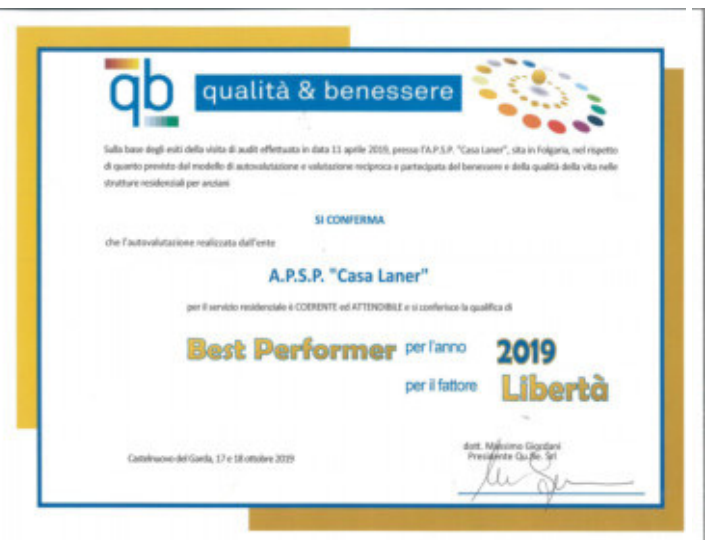 qb
qualità & benessere
Sulla base degli esiti della visita di audit effettuata in data 11 aprile 2019, presso l'A.P.S.P. "Casa Laner", sita in Folgaria, nel rispetto
di quanto previsto dal modello di autovalutazione e valutazione reciproca e partecipata del benessere e della qualità della vita nelle
strutture residenziali per anziani
SI CONFERMA
che l'autovalutazione realizzata dall'ente
A.P.S.P. "Casa Laner"
per il servizio residenziale è COERENTE ed ATTENDIBILE e si conferisce la qualifica di
Best Performer per l'anno 2019
per il fattore Libertà
Castelnuovo del Garda, 17 e 18 ottobre 2019
dott. Massimo Giordani
Presidente Qu.Be. Srl